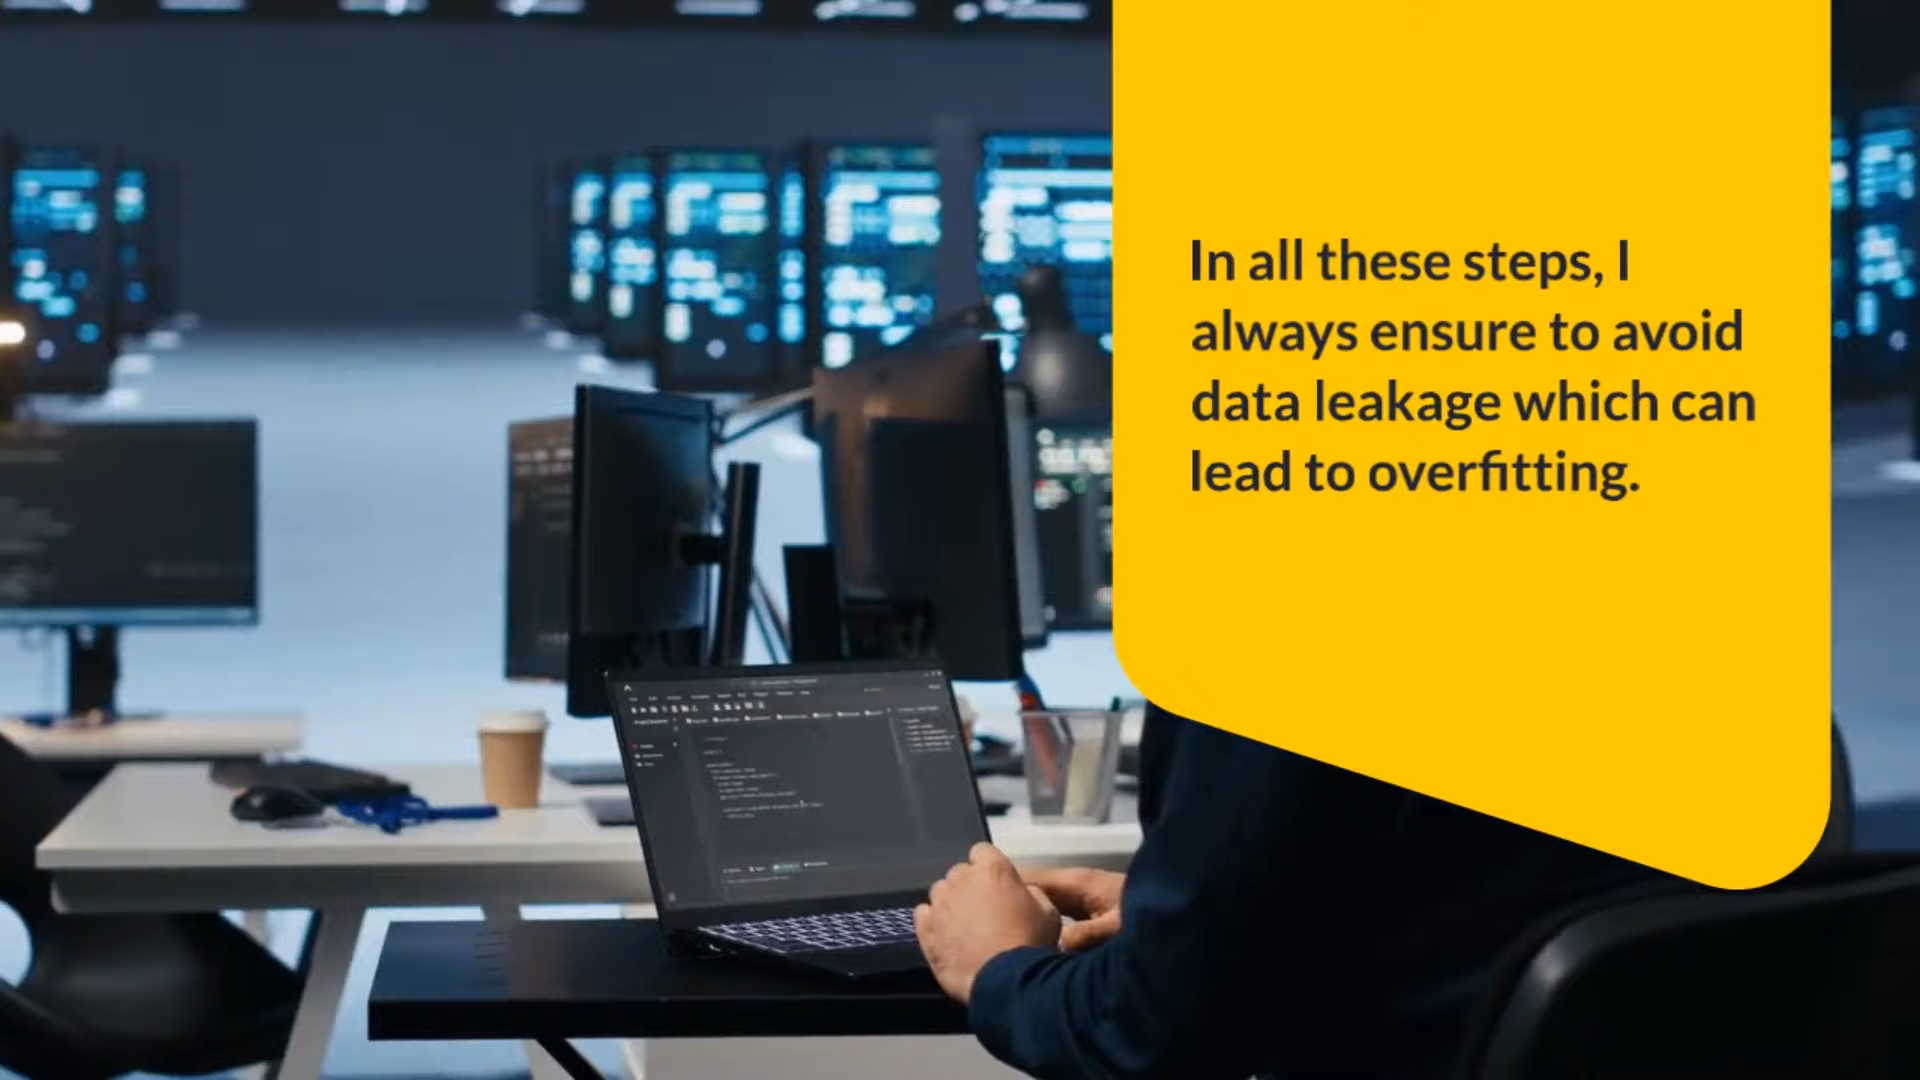 In all these steps, I
always ensure to avoid
data leakage which can
lead to overfitting.